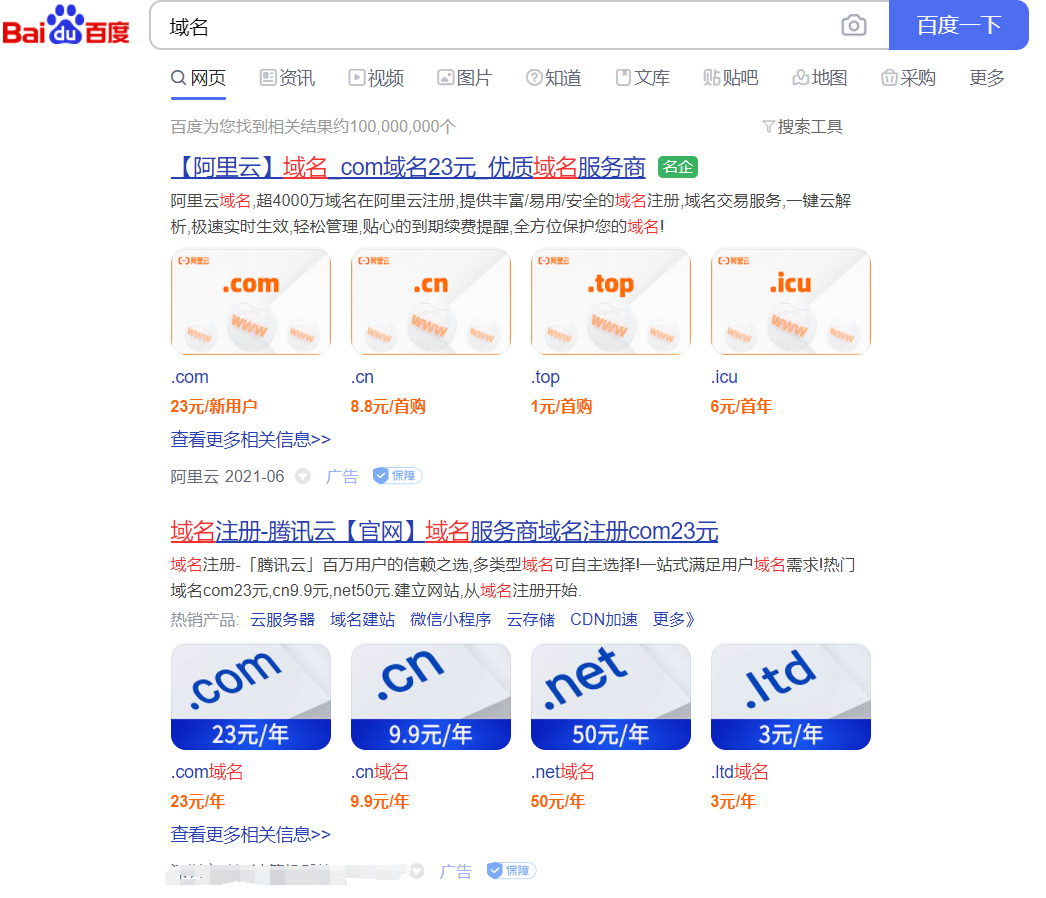 Bai du 百度
域名
百度一下
网页 资讯 视频 图片 知道 文库 贴吧 地图 采购 更多
百度为您找到相关结果约100,000,000个 搜索工具
【阿里云】域名_com域名23元_优质域名服务商 名企
阿里云域名,超4000万域名在阿里云注册,提供丰富/易用/安全的域名注册,域名交易服务,一键云解
析,极速实时生效,轻松管理,贴心的到期续费提醒,全方位保护您的域名!
阿里云 阿里云 阿里云 阿里云
.com .cn .top .icu
www www www www www www www www www www www www
.com .cn .top .icu
23元/新用户 8.8元/首购 1元/首购 6元/首年
查看更多相关信息>>
阿里云 2021-06 广告 保障
域名注册-腾讯云【官网】域名服务商域名注册com23元
域名注册-「腾讯云」百万用户的信赖之选,多类型域名可自主选择!一站式满足用户域名需求!热门
域名com23元,cn9.9元,net50元.建立网站,从域名注册开始.
热销产品: 云服务器 域名建站 微信小程序 云存储 CDN加速 更多》
.com .cn .net .ltd
23元/年 9.9元/年 50元/年 3元/年
.com域名 .cn域名 .net域名 .ltd域名
23元/年 9.9元/年 50元/年 3元/年
查看更多相关信息>>
广告 保障